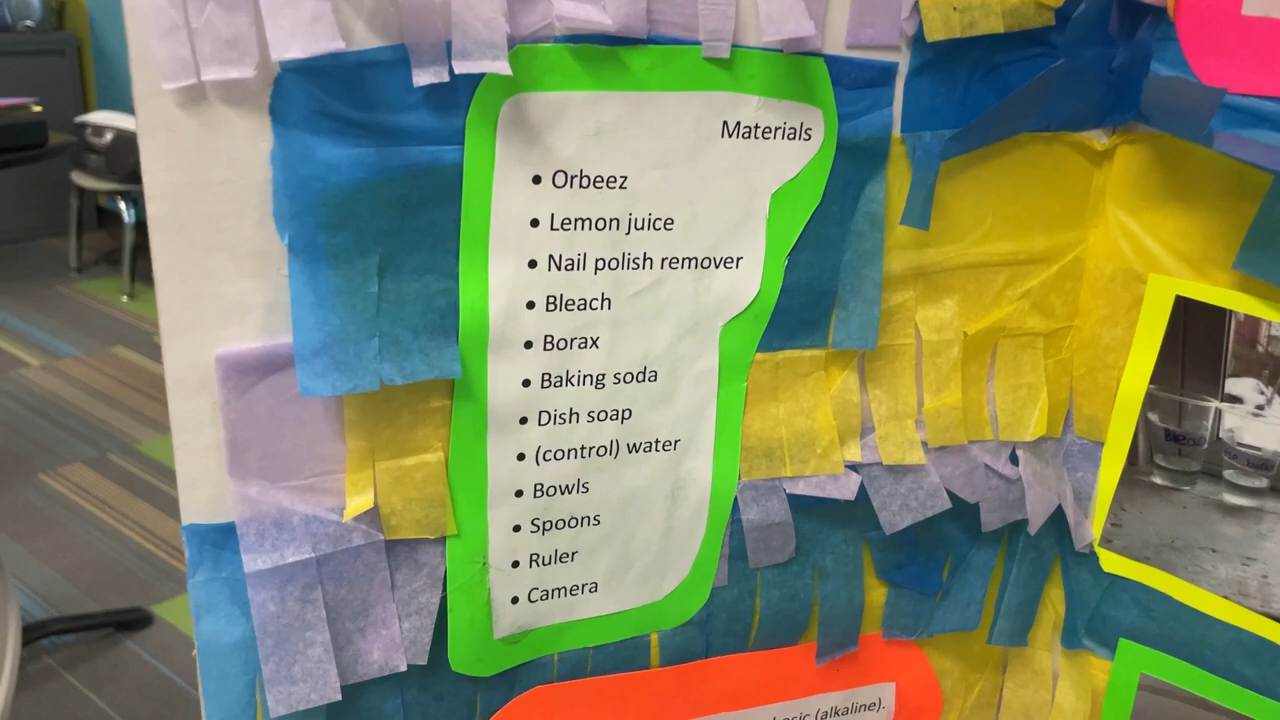 Materials
• Orbeez
• Lemon juice
• Nail polish remover
• Bleach
• Borax
• Baking soda
• Dish soap
• (control) water
• Bowls
• Spoons
• Ruler
• Camera
(alkaline).
Bleach